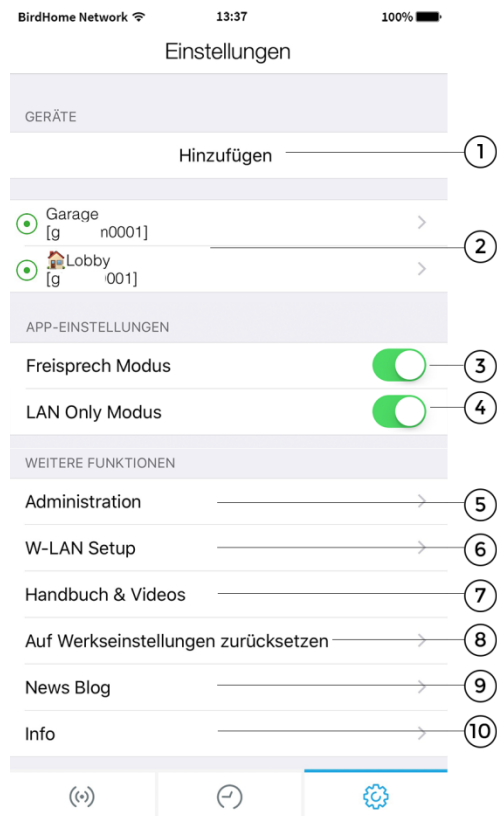 BirdHome Network 13:37 100%
Einstellungen
GERÄTE
Hinzufügen 1
Garage
[g n0001]
2
Lobby
[g 001]
APP-EINSTELLUNGEN
Freisprech Modus 3
LAN Only Modus 4
WEITERE FUNKTIONEN
Administration 5
W-LAN Setup 6
Handbuch & Videos 7
Auf Werkseinstellungen zurücksetzen 8
News Blog 9
Info 10